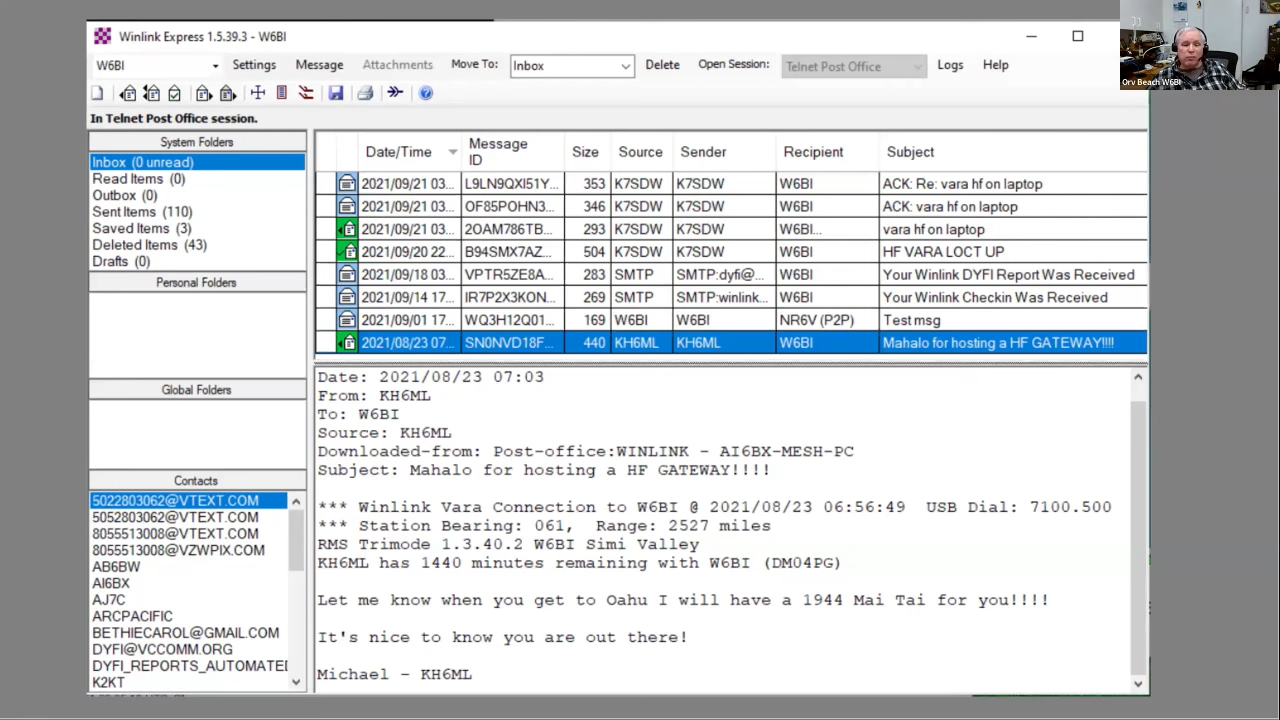 Winlink Express 1.5.39.3 - W6BI
Orv Beach W6BI
W6BI Settings Message Attachments Move To: Inbox Delete Open Session: Telnet Post Office Logs Help
In Telnet Post Office session.
System Folders
Inbox (0 unread)
Read Items (0)
Outbox (0)
Sent Items (110)
Saved Items (3)
Deleted Items (43)
Drafts (0)
Personal Folders
Global Folders
Contacts
5022803062@VTEXT.COM
5052803062@VTEXT.COM
8055513008@VTEXT.COM
8055513008@VZWPIX.COM
AB6BW
AI6BX
AJ7C
ARCPACIFIC
BETHIECAROL@GMAIL.COM
DYFI@VCCOMM.ORG
DYFI_REPORTS_AUTOMATED
K2KT
Date/Time Message ID Size Source Sender Recipient Subject
2021/09/21 03... L9LN9QXI51Y... 353 K7SDW K7SDW W6BI ACK: Re: vara hf on laptop
2021/09/21 03... OF85POHN3... 346 K7SDW K7SDW W6BI ACK: vara hf on laptop
2021/09/21 03... 2OAM786TB... 293 K7SDW K7SDW W6BI... vara hf on laptop
2021/09/20 22... B94SMX7AZ... 504 K7SDW K7SDW W6BI HF VARA LOCT UP
2021/09/18 03... VPTR5ZE8A... 283 SMTP SMTP:dyfi@... W6BI Your Winlink DYFI Report Was Received
2021/09/14 17... IR7P2X3KON... 269 SMTP SMTP:winlink... W6BI Your Winlink Checkin Was Received
2021/09/01 17... WQ3H12Q01... 169 W6BI W6BI NR6V (P2P) Test msg
2021/08/23 07... SN0NVD18F... 440 KH6ML KH6ML W6BI Mahalo for hosting a HF GATEWAY!!!!
Date: 2021/08/23 07:03
From: KH6ML
To: W6BI
Source: KH6ML
Downloaded-from: Post-office:WINLINK - AI6BX-MESH-PC
Subject: Mahalo for hosting a HF GATEWAY!!!!
*** Winlink Vara Connection to W6BI @ 2021/08/23 06:56:49 USB Dial: 7100.500
*** Station Bearing: 061, Range: 2527 miles
RMS Trimode 1.3.40.2 W6BI Simi Valley
KH6ML has 1440 minutes remaining with W6BI (DM04PG)
Let me know when you get to Oahu I will have a 1944 Mai Tai for you!!!!
It's nice to know you are out there!
Michael - KH6ML